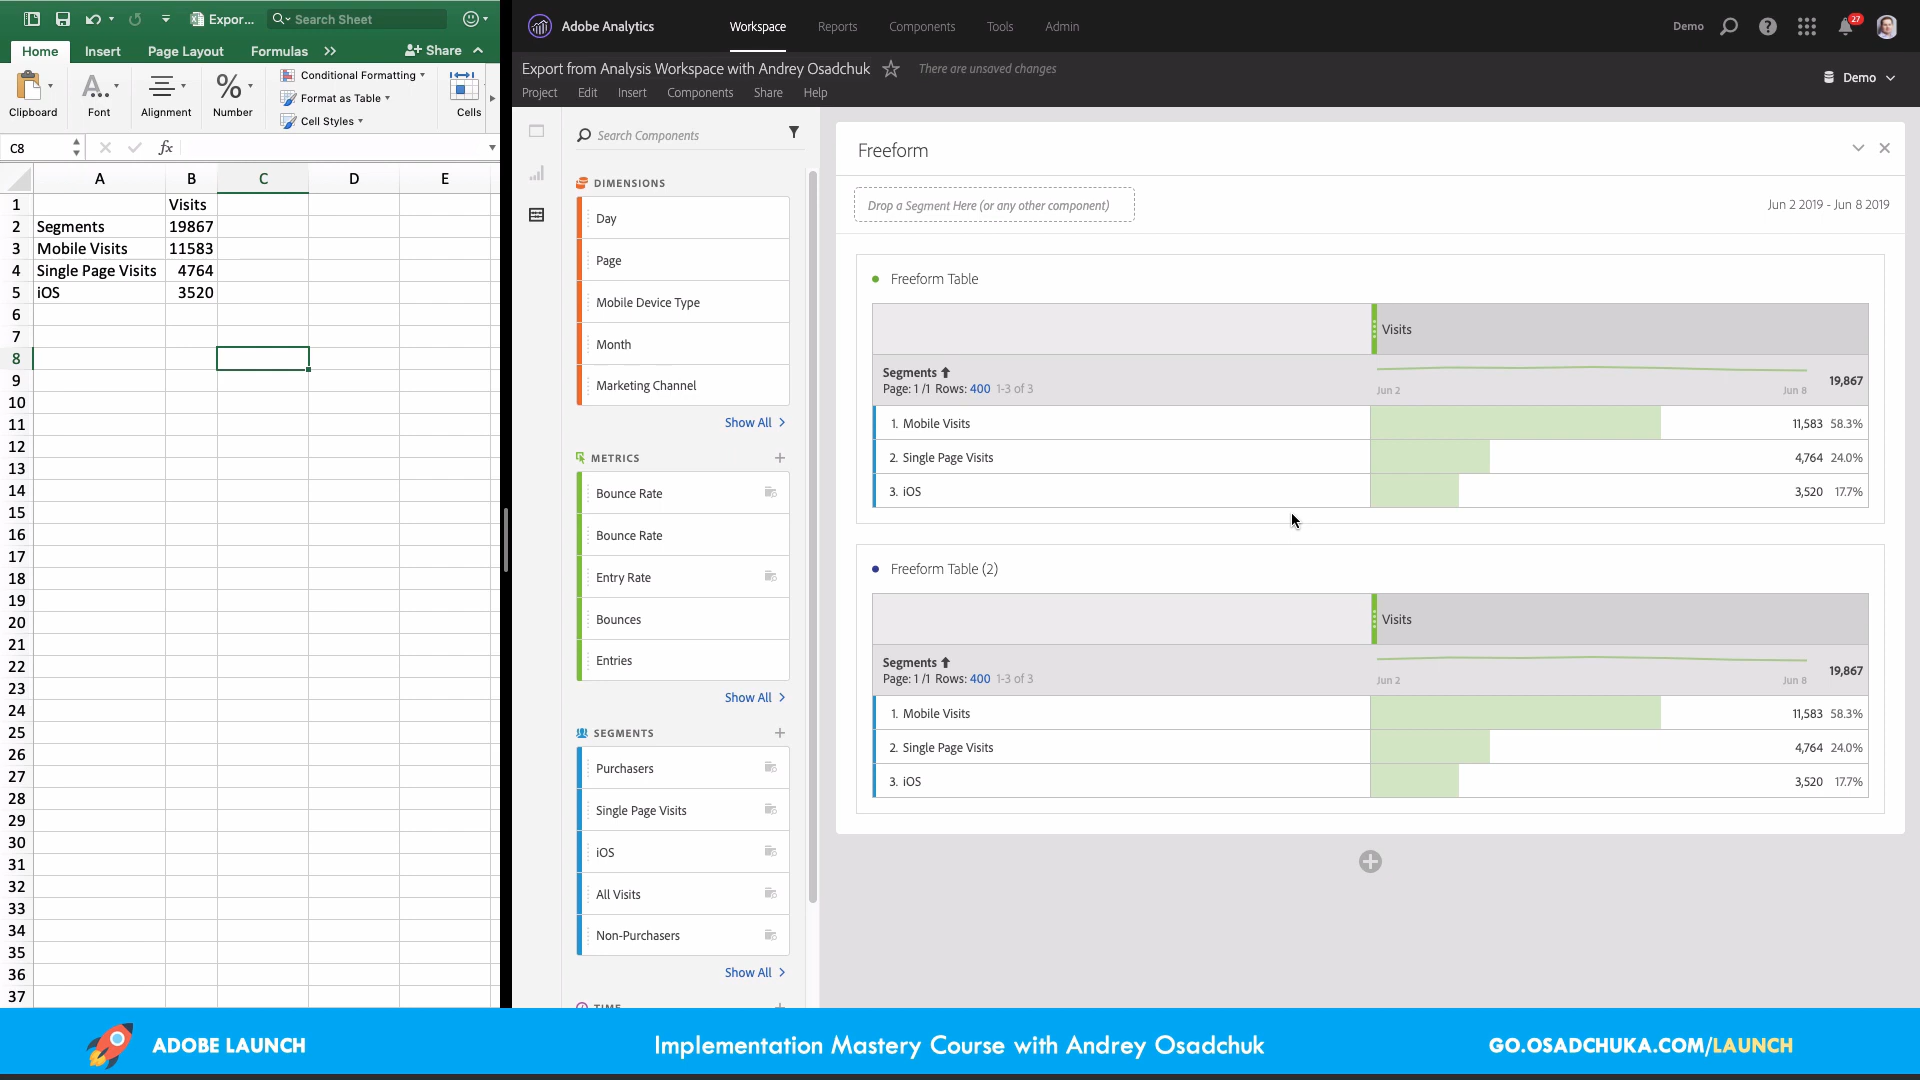 Expor...
Search Sheet
Home Insert Page Layout Formulas >> Share
Clipboard
Font
Alignment
%
Number
Conditional Formatting
Format as Table
Cell Styles
Cells
C8
fx
A B C D E
1 Visits
2 Segments 19867
3 Mobile Visits 11583
4 Single Page Visits 4764
5 iOS 3520
6
7
8
9
10
11
12
13
14
15
16
17
18
19
20
21
22
23
24
25
26
27
28
29
30
31
32
33
34
35
36
37
Adobe Analytics
Workspace Reports Components Tools Admin
Demo
27
Export from Analysis Workspace with Andrey Osadchuk
There are unsaved changes
Demo
Project Edit Insert Components Share Help
Search Components
DIMENSIONS
Day
Page
Mobile Device Type
Month
Marketing Channel
Show All >
METRICS
Bounce Rate
Bounce Rate
Entry Rate
Bounces
Entries
Show All >
SEGMENTS
Purchasers
Single Page Visits
iOS
All Visits
Non-Purchasers
Show All >
TIME
Freeform
Drop a Segment Here (or any other component)
Jun 2 2019 - Jun 8 2019
Freeform Table
Visits
Segments
Page: 1 /1 Rows: 400 1-3 of 3
Jun 2 Jun 8
19,867
1. Mobile Visits 11,583 58.3%
2. Single Page Visits 4,764 24.0%
3. iOS 3,520 17.7%
Freeform Table (2)
Visits
Segments
Page: 1 /1 Rows: 400 1-3 of 3
Jun 2 Jun 8
19,867
1. Mobile Visits 11,583 58.3%
2. Single Page Visits 4,764 24.0%
3. iOS 3,520 17.7%
ADOBE LAUNCH
Implementation Mastery Course with Andrey Osadchuk
GO.OSADCHUKA.COM/LAUNCH